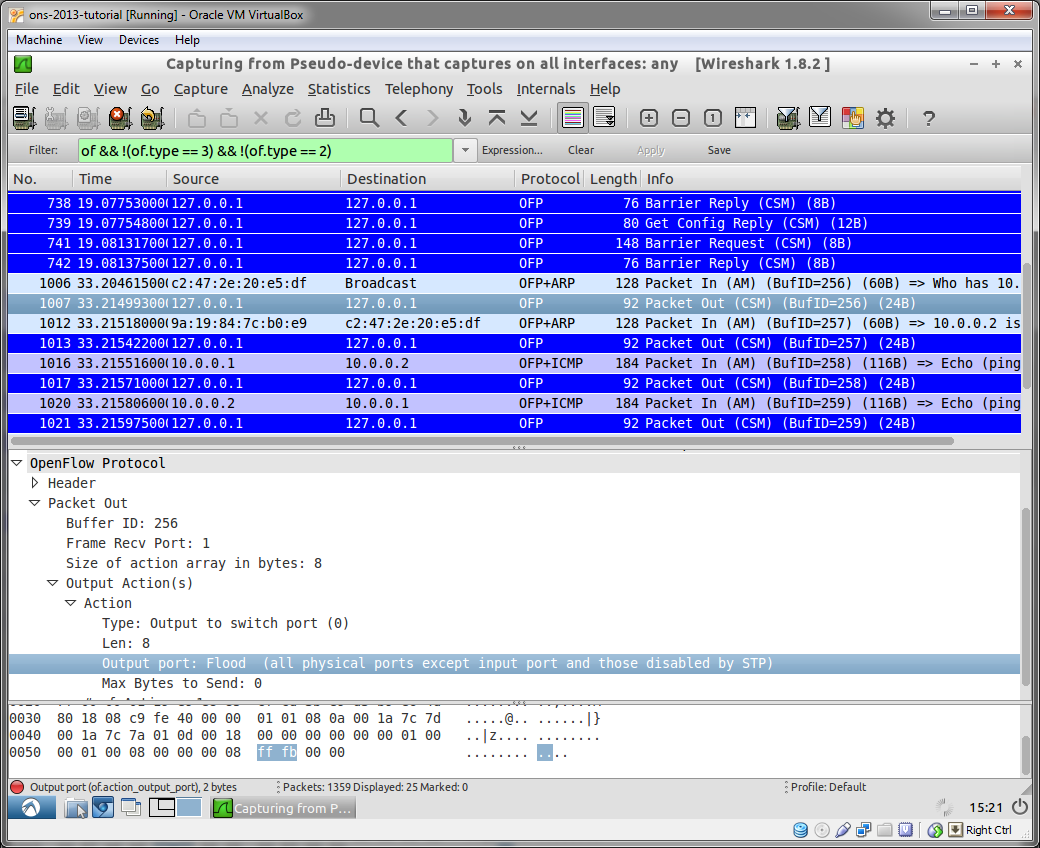 ons-2013-tutorial [Running] - Oracle VM VirtualBox
Machine View Devices Help
Capturing from Pseudo-device that captures on all interfaces: any [Wireshark 1.8.2 ]
File Edit View Go Capture Analyze Statistics Telephony Tools Internals Help
Filter: of && !(of.type == 3) && !(of.type == 2) Expression... Clear Apply Save
No. Time Source Destination Protocol Length Info
738 19.07753000 127.0.0.1 127.0.0.1 OFP 76 Barrier Reply (CSM) (8B)
739 19.07754800 127.0.0.1 127.0.0.1 OFP 80 Get Config Reply (CSM) (12B)
741 19.08131700 127.0.0.1 127.0.0.1 OFP 148 Barrier Request (CSM) (8B)
742 19.08137500 127.0.0.1 127.0.0.1 OFP 76 Barrier Reply (CSM) (8B)
1006 33.20461500 c2:47:2e:20:e5:df Broadcast OFP+ARP 128 Packet In (AM) (BufID=256) (60B) => Who has 10.
1007 33.21499300 127.0.0.1 127.0.0.1 OFP 92 Packet Out (CSM) (BufID=256) (24B)
1012 33.21518000 9a:19:84:7c:b0:e9 c2:47:2e:20:e5:df OFP+ARP 128 Packet In (AM) (BufID=257) (60B) => 10.0.0.2 is
1013 33.21542200 127.0.0.1 127.0.0.1 OFP 92 Packet Out (CSM) (BufID=257) (24B)
1016 33.21551600 10.0.0.1 10.0.0.2 OFP+ICMP 184 Packet In (AM) (BufID=258) (116B) => Echo (ping
1017 33.21571000 127.0.0.1 127.0.0.1 OFP 92 Packet Out (CSM) (BufID=258) (24B)
1020 33.21580600 10.0.0.2 10.0.0.1 OFP+ICMP 184 Packet In (AM) (BufID=259) (116B) => Echo (ping
1021 33.21597500 127.0.0.1 127.0.0.1 OFP 92 Packet Out (CSM) (BufID=259) (24B)
OpenFlow Protocol
Header
Packet Out
Buffer ID: 256
Frame Recv Port: 1
Size of action array in bytes: 8
Output Action(s)
Action
Type: Output to switch port (0)
Len: 8
Output port: Flood (all physical ports except input port and those disabled by STP)
Max Bytes to Send: 0
0030 80 18 08 c9 fe 40 00 00 01 01 08 0a 00 1a 7c 7d .....@.. ......|}
0040 00 1a 7c 7a 01 0d 00 18 00 00 00 00 00 00 01 00 ..|z.... ........
0050 00 01 00 08 00 00 00 08 ff fb 00 00 ........ ....
Output port (of.action_output_port), 2 bytes Packets: 1359 Displayed: 25 Marked: 0 Profile: Default
Capturing from P... 15:21
Right Ctrl